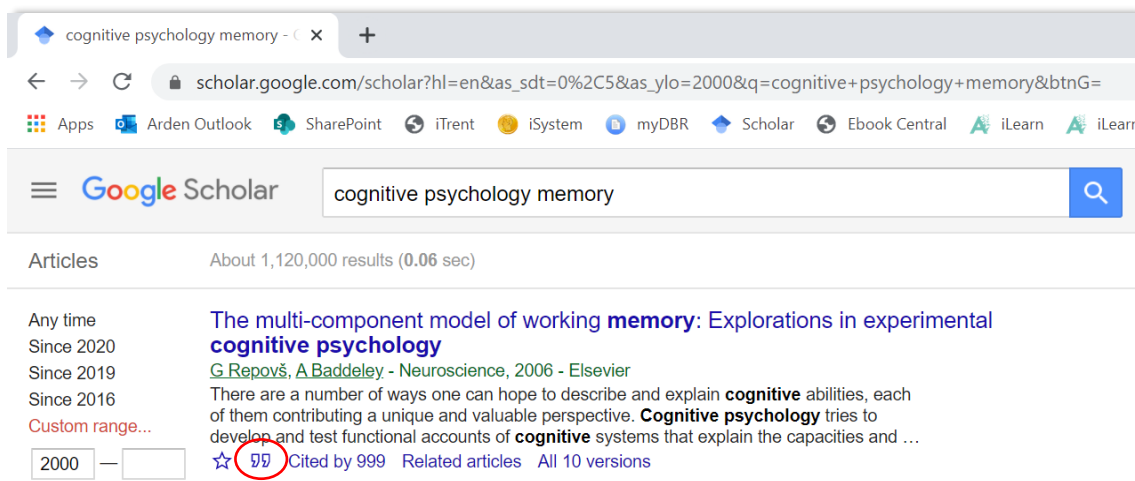 cognitive psychology memory - G
scholar.google.com/scholar?hl=en&as_sdt=0%2C5&as_ylo=2000&q=cognitive+psychology+memory&btnG=
Apps Arden Outlook SharePoint iTrent iSystem myDBR Scholar Ebook Central iLearn iLearn
Google Scholar cognitive psychology memory
Articles About 1,120,000 results (0.06 sec)
Any time
Since 2020
Since 2019
Since 2016
Custom range...
2000 —
The multi-component model of working memory: Explorations in experimental
cognitive psychology
G Repovš, A Baddeley - Neuroscience, 2006 - Elsevier
There are a number of ways one can hope to describe and explain cognitive abilities, each
of them contributing a unique and valuable perspective. Cognitive psychology tries to
develop and test functional accounts of cognitive systems that explain the capacities and …
Cited by 999 Related articles All 10 versions